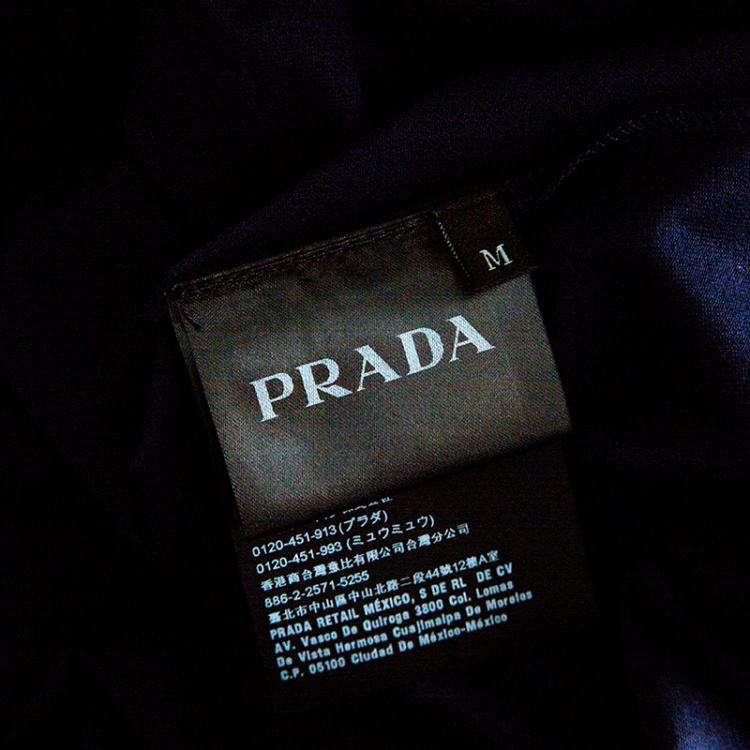 M
PRADA
0120-451-913 (プラダ)
0120-451-993 (ミュウミュウ)
香港商台灣意比有限公司台灣分公司
886-2-2571-5255
臺北市中山區中山北路二段44號12樓A室
PRADA RETAIL MÉXICO, S DE RL DE CV
AV. Vasco De Quiroga 3800 Col. Lomas
De Vista Hermosa Cuajimalpa De Morelos
C.P. 05100 Ciudad De México-México